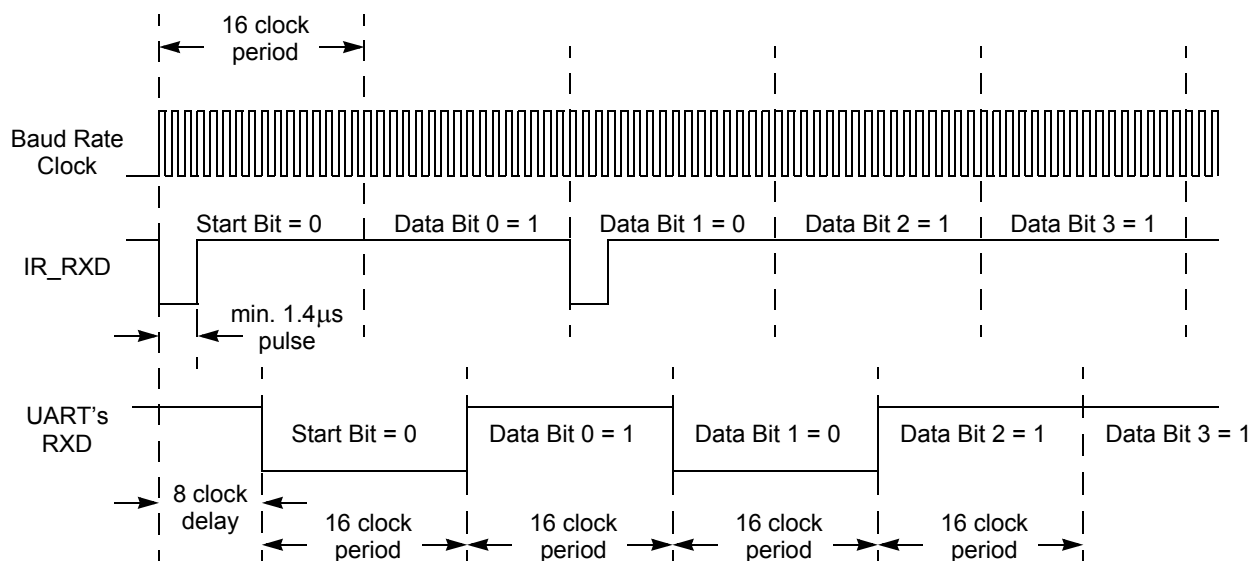 16 clock
period
Baud Rate
Clock
Start Bit = 0
Data Bit 0 = 1
Data Bit 1 = 0
Data Bit 2 = 1
Data Bit 3 = 1
IR_RXD
min. 1.4μs
pulse
UART's
RXD
Start Bit = 0
Data Bit 0 = 1
Data Bit 1 = 0
Data Bit 2 = 1
Data Bit 3 = 1
8 clock
delay
16 clock
period
16 clock
period
16 clock
period
16 clock
period